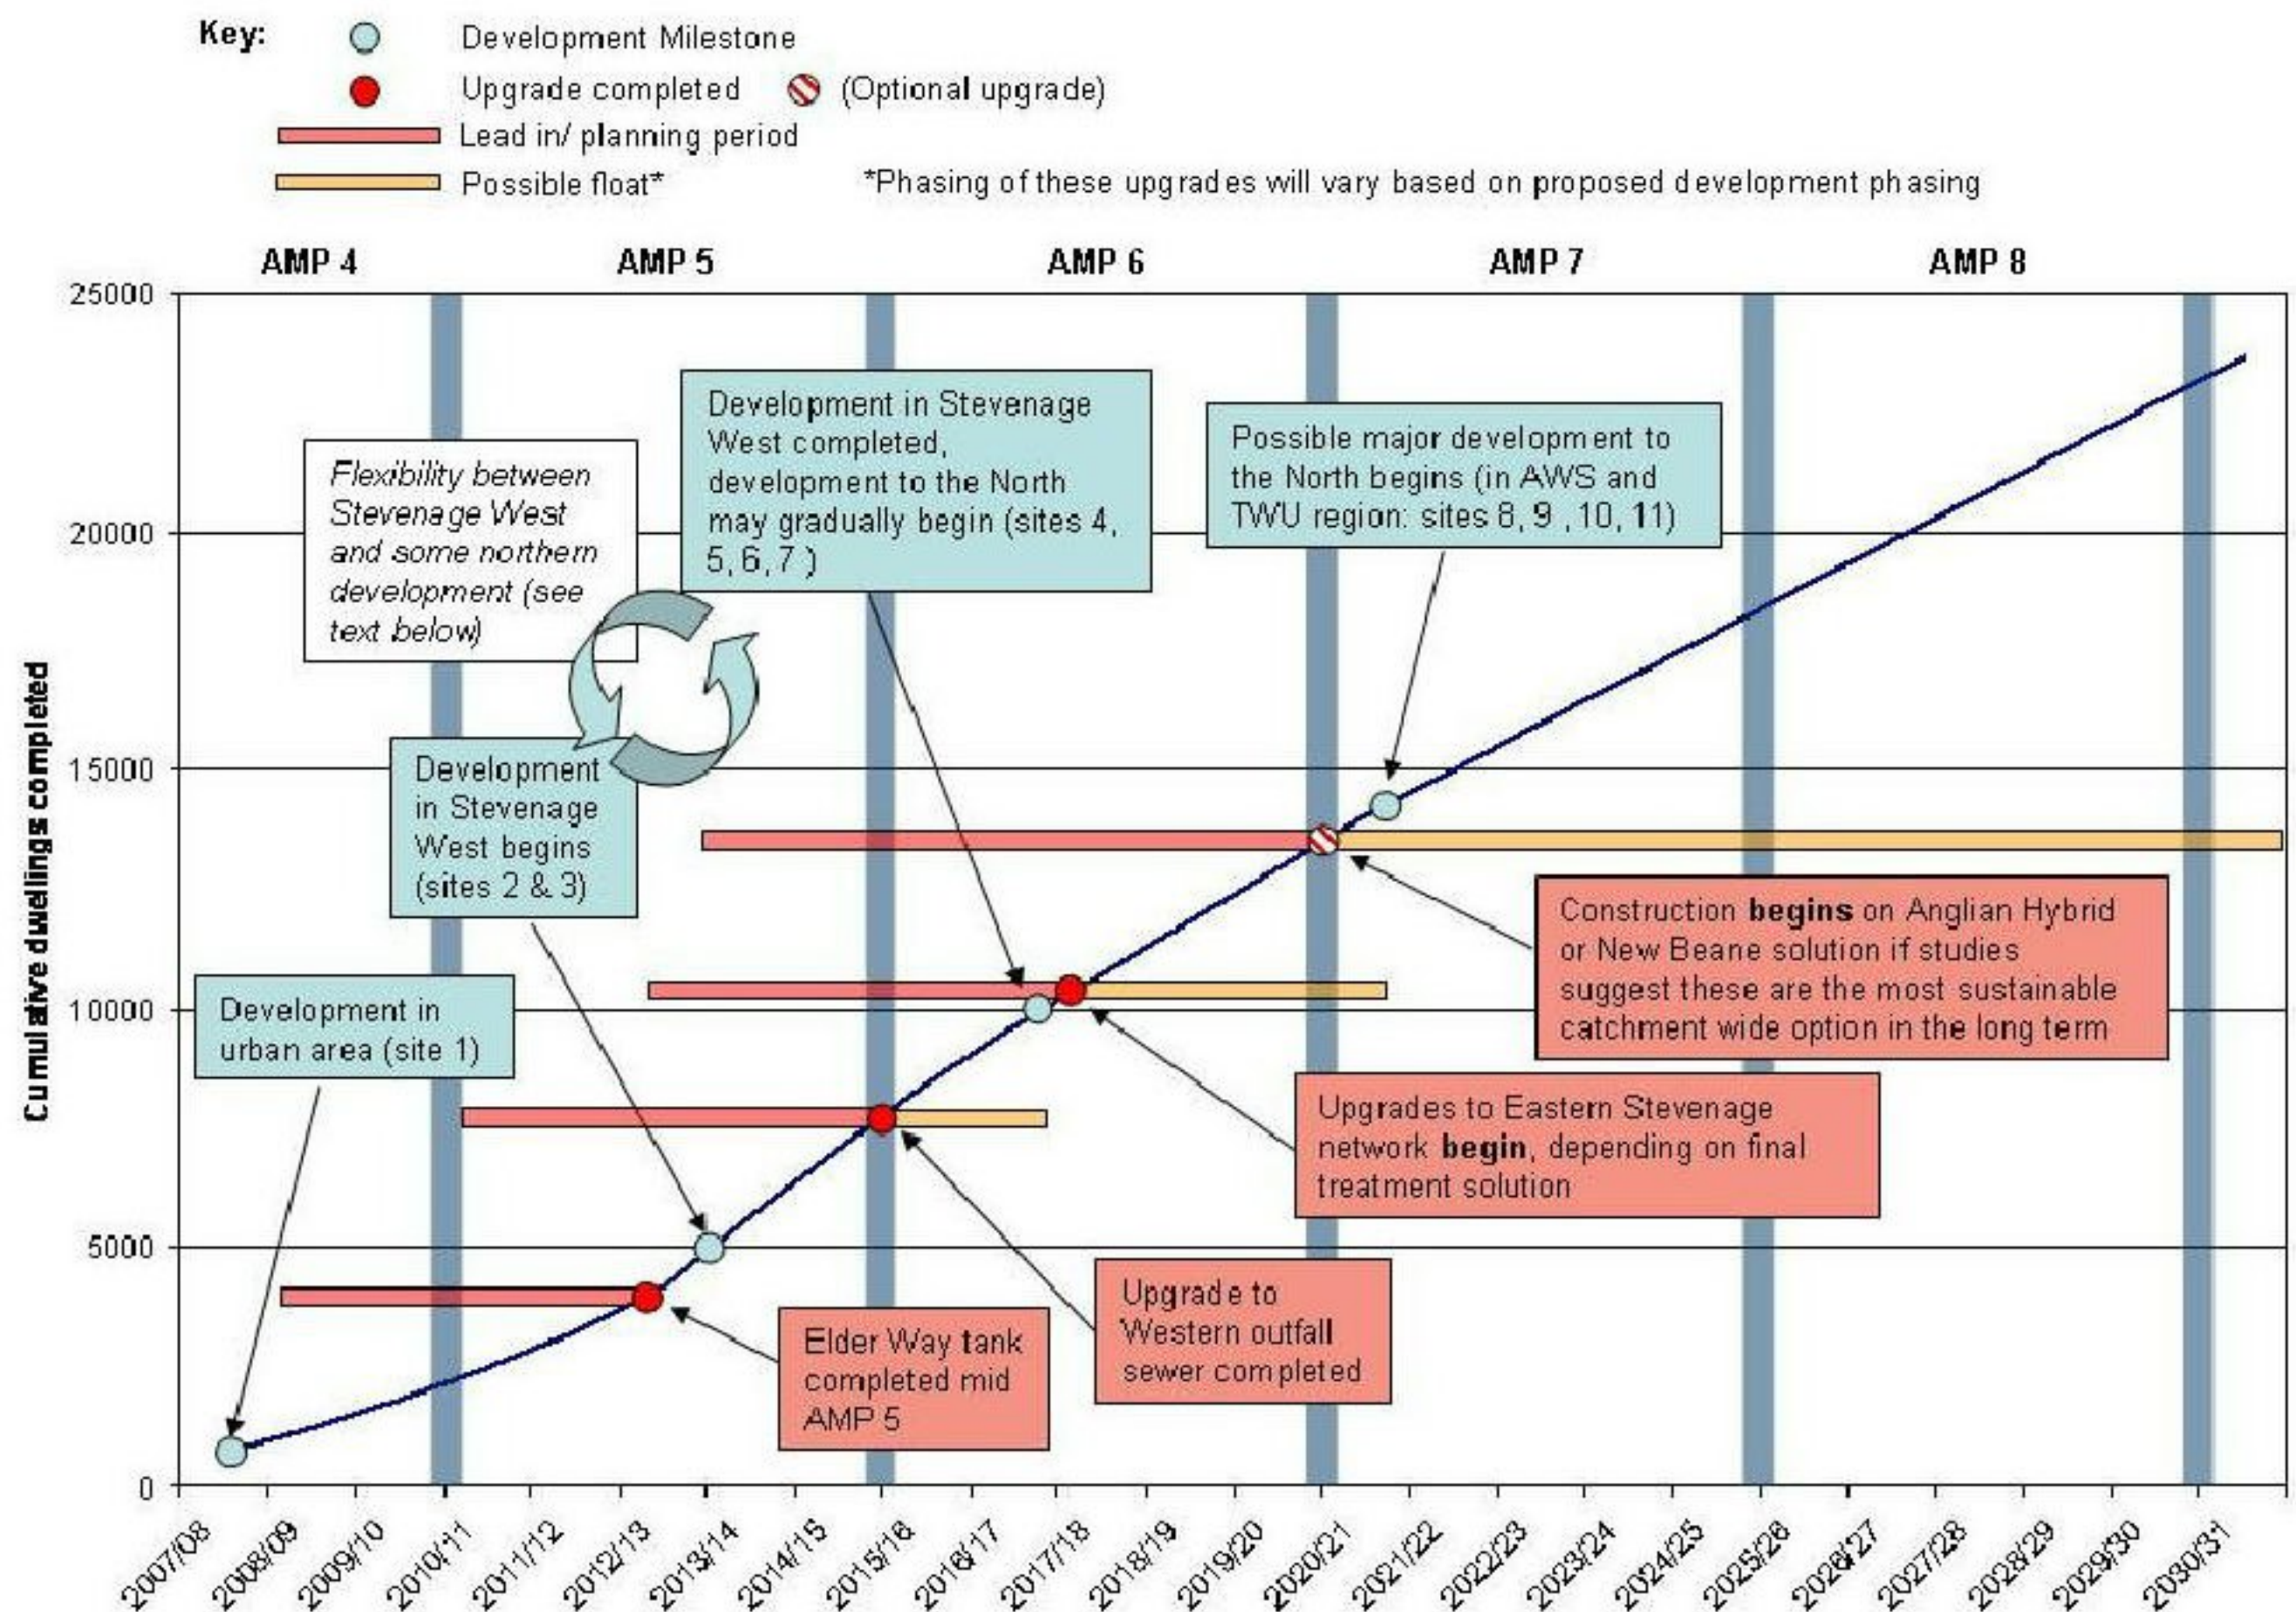 Key:
Development Milestone
Upgrade completed
(Optional upgrade)
Lead in/ planning period
Possible float*
*Phasing of these upgrades will vary based on proposed development phasing
AMP 4
AMP 5
AMP 6
AMP 7
AMP 8
25000
20000
15000
10000
5000
0
Cumulative dwellings completed
Flexibility between
Stevenage West
and some northern
development (see
text below)
Development in Stevenage
West completed,
development to the North
may gradually begin (sites 4,
5, 6, 7 )
Possible major development to
the North begins (in AWS and
TWU region: sites 8, 9 , 10, 11)
Development
in Stevenage
West begins
(sites 2 & 3)
Development in
urban area (site 1)
Construction begins on Anglian Hybrid
or New Beane solution if studies
suggest these are the most sustainable
catchment wide option in the long term
Upgrades to Eastern Stevenage
network begin, depending on final
treatment solution
Upgrade to
Western outfall
sewer completed
Elder Way tank
completed mid
AMP 5
2007/08
2008/09
2009/10
2010/11
2011/12
2012/13
2013/14
2014/15
2015/16
2016/17
2017/18
2018/19
2019/20
2020/21
2021/22
2022/23
2023/24
2024/25
2025/26
2026/27
2027/28
2028/29
2029/30
2030/31